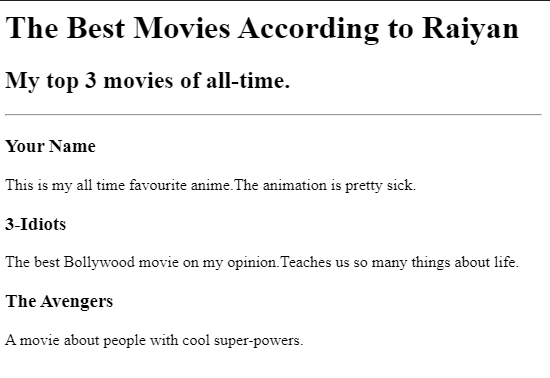 The Best Movies According to Raiyan
My top 3 movies of all-time.
Your Name
This is my all time favourite anime.The animation is pretty sick.
3-Idiots
The best Bollywood movie on my opinion.Teaches us so many things about life.
The Avengers
A movie about people with cool super-powers.